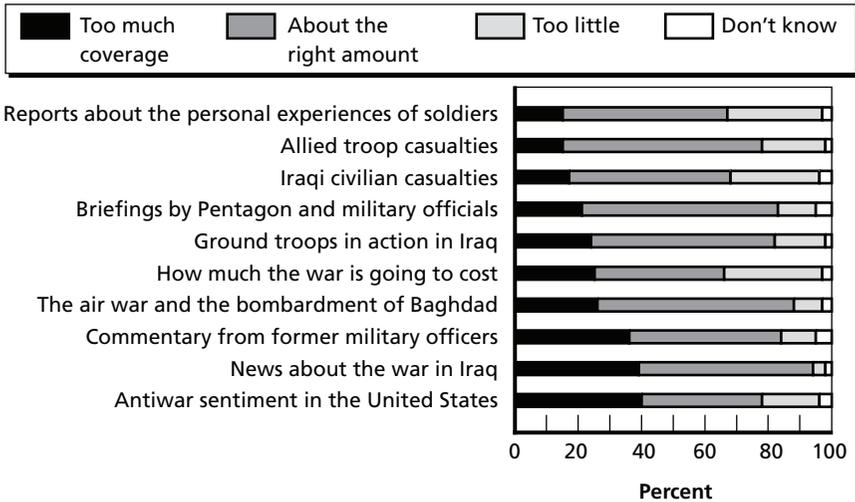 Too much
coverage
About the
right amount
Too little
Don't know
Reports about the personal experiences of soldiers
Allied troop casualties
Iraqi civilian casualties
Briefings by Pentagon and military officials
Ground troops in action in Iraq
How much the war is going to cost
The air war and the bombardment of Baghdad
Commentary from former military officers
News about the war in Iraq
Antiwar sentiment in the United States
0 20 40 60 80 100
Percent